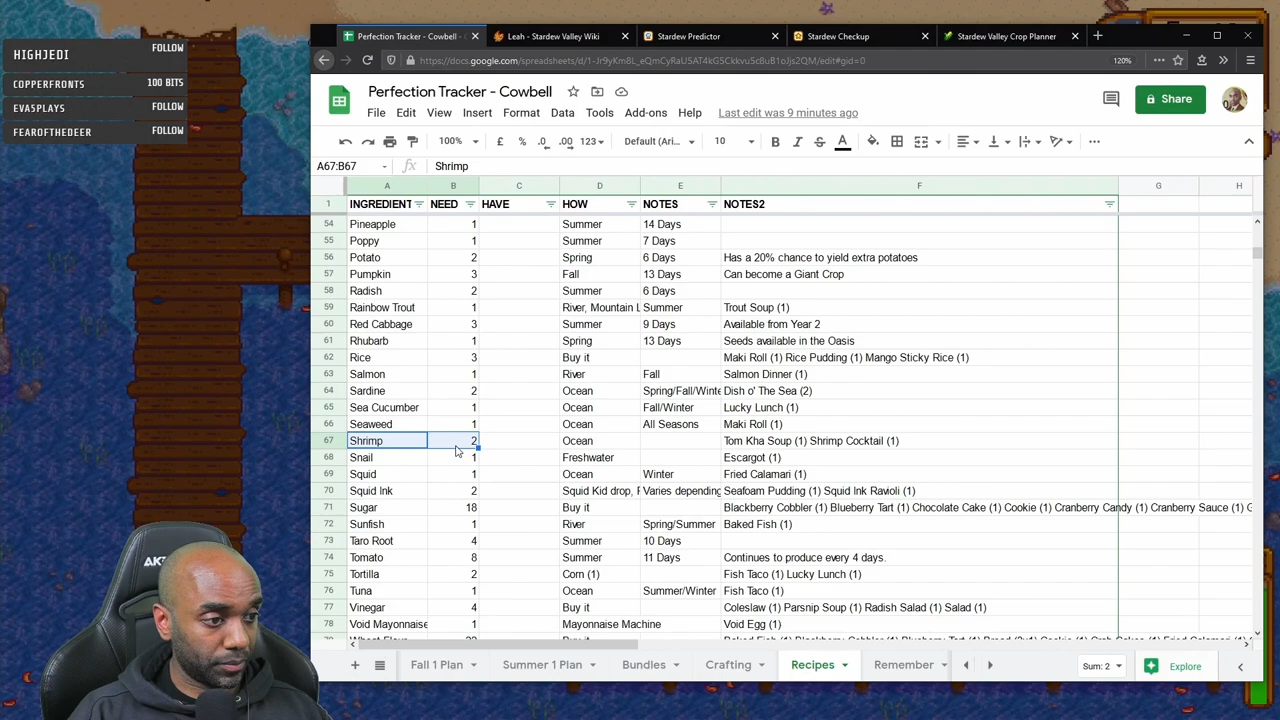 HIGHJEDI FOLLOW
COPPERFRONTS 100 BITS
EVASPLAYS FOLLOW
FEAROFTHEDEER FOLLOW
Perfection Tracker - Cowbell -
Leah - Stardew Valley Wiki
Stardew Predictor
Stardew Checkup
Stardew Valley Crop Planner
120%
Perfection Tracker - Cowbell
File Edit View Insert Format Data Tools Add-ons Help Last edit was 9 minutes ago
Share
100% £ % .0 .00 123 Default (Ari... 10 B I S A
A67:B67 fx Shrimp
A B C D E F G H
1 INGREDIENT NEED HAVE HOW NOTES NOTES2
54 Pineapple 1 Summer 14 Days
55 Poppy 1 Summer 7 Days
56 Potato 2 Spring 6 Days Has a 20% chance to yield extra potatoes
57 Pumpkin 3 Fall 13 Days Can become a Giant Crop
58 Radish 2 Summer 6 Days
59 Rainbow Trout 1 River, Mountain L Summer Trout Soup (1)
60 Red Cabbage 3 Summer 9 Days Available from Year 2
61 Rhubarb 1 Spring 13 Days Seeds available in the Oasis
62 Rice 3 Buy it Maki Roll (1) Rice Pudding (1) Mango Sticky Rice (1)
63 Salmon 1 River Fall Salmon Dinner (1)
64 Sardine 2 Ocean Spring/Fall/Winte Dish o' The Sea (2)
65 Sea Cucumber 1 Ocean Fall/Winter Lucky Lunch (1)
66 Seaweed 1 Ocean All Seasons Maki Roll (1)
67 Shrimp 2 Ocean Tom Kha Soup (1) Shrimp Cocktail (1)
68 Snail 1 Freshwater Escargot (1)
69 Squid 1 Ocean Winter Fried Calamari (1)
70 Squid Ink 2 Squid Kid drop, F Varies depending Seafoam Pudding (1) Squid Ink Ravioli (1)
71 Sugar 18 Buy it Blackberry Cobbler (1) Blueberry Tart (1) Chocolate Cake (1) Cookie (1) Cranberry Candy (1) Cranberry Sauce (1) G
72 Sunfish 1 River Spring/Summer Baked Fish (1)
73 Taro Root 4 Summer 10 Days
74 Tomato 8 Summer 11 Days Continues to produce every 4 days.
75 Tortilla 2 Corn (1) Fish Taco (1) Lucky Lunch (1)
76 Tuna 1 Ocean Summer/Winter Fish Taco (1)
77 Vinegar 4 Buy it Coleslaw (1) Parsnip Soup (1) Radish Salad (1) Salad (1)
78 Void Mayonnaise 1 Mayonnaise Machine Void Egg (1)
Fall 1 Plan Summer 1 Plan Bundles Crafting Recipes Remember Sum: 2 Explore